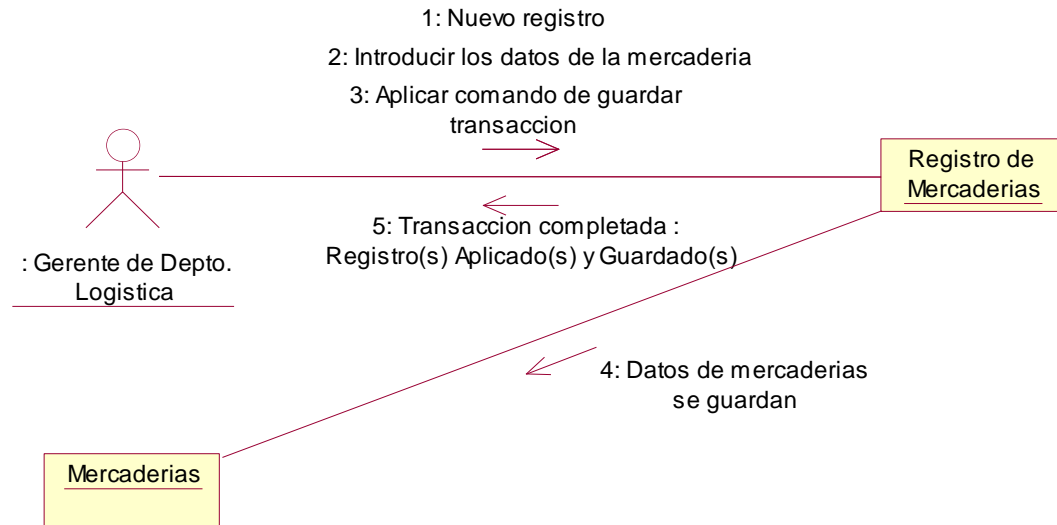 1: Nuevo registro
2: Introducir los datos de la mercaderia
3: Aplicar comando de guardar
transaccion
Registro de
Mercaderias
5: Transaccion completada :
Registro(s) Aplicado(s) y Guardado(s)
: Gerente de Depto.
Logistica
4: Datos de mercaderias
se guardan
Mercaderias